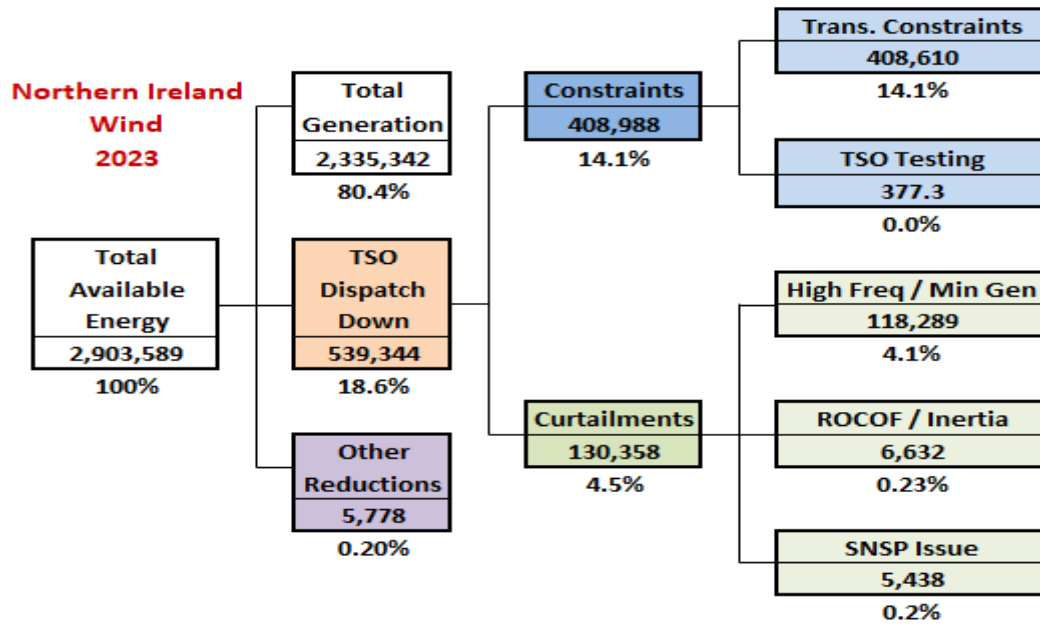 Northern Ireland
Wind
2023
Total
Available
Energy
2,903,589
100%
Total
Generation
2,335,342
80.4%
TSO
Dispatch
Down
539,344
18.6%
Other
Reductions
5,778
0.20%
Constraints
408,988
14.1%
Curtailments
130,358
4.5%
Trans. Constraints
408,610
14.1%
TSO Testing
377.3
0.0%
High Freq / Min Gen
118,289
4.1%
ROCOF / Inertia
6,632
0.23%
SNSP Issue
5,438
0.2%